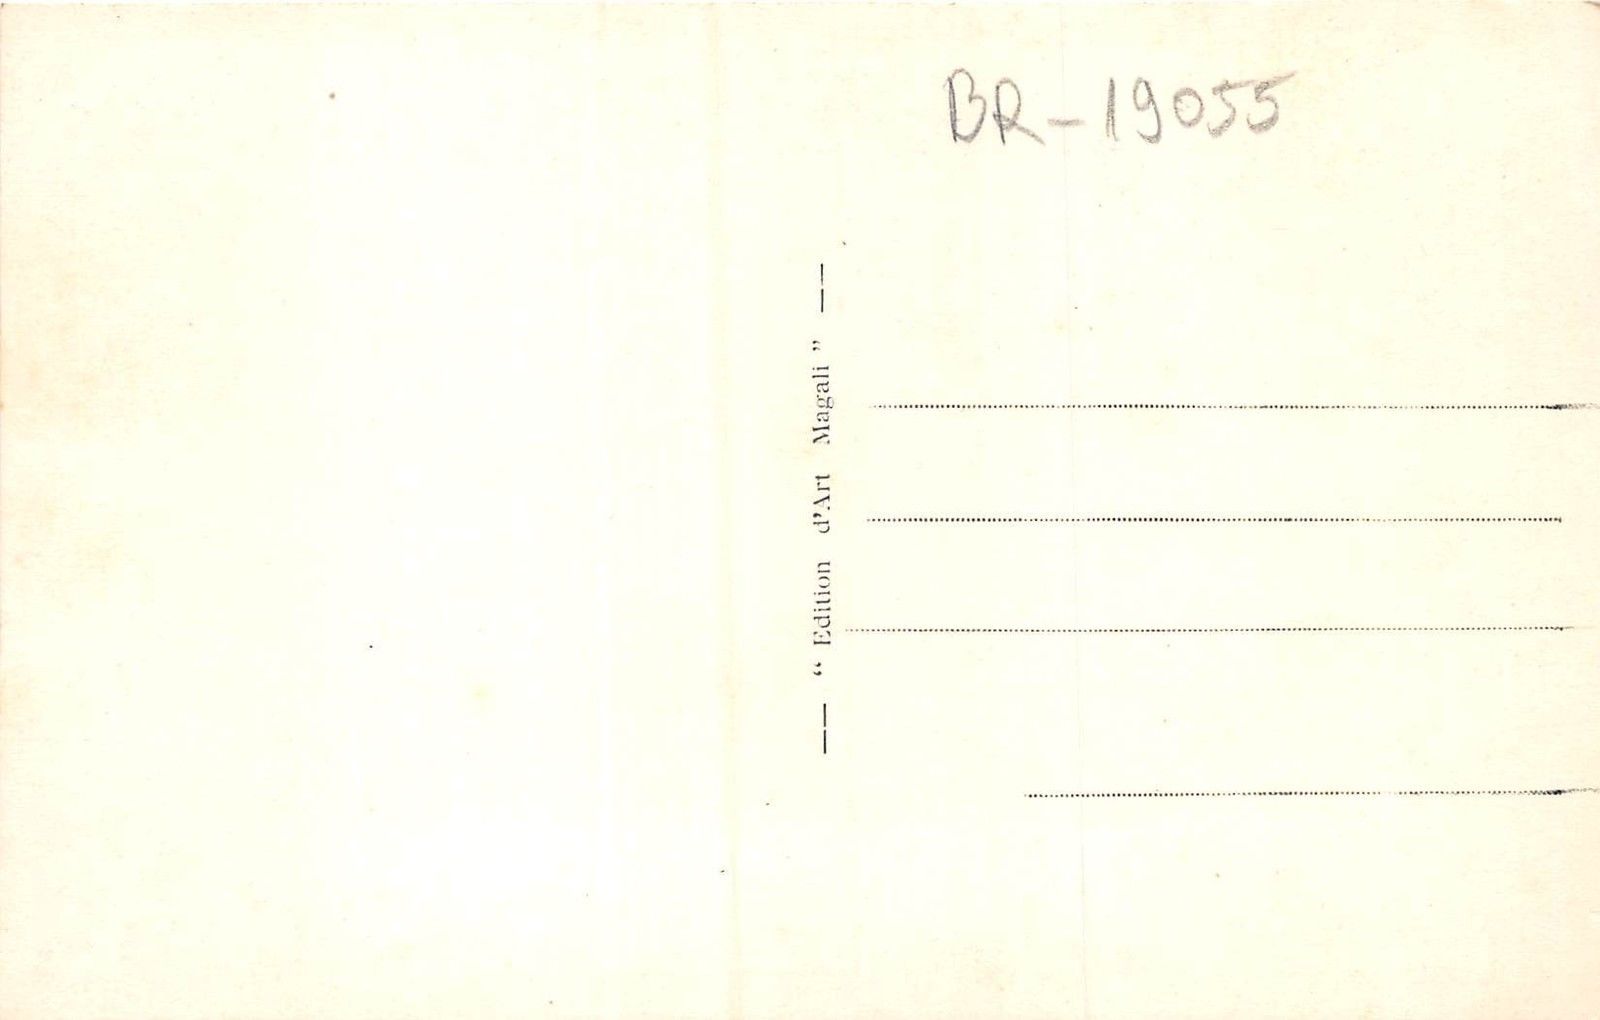 BR-19055
—— “ Edition d'Art Magali ” ——